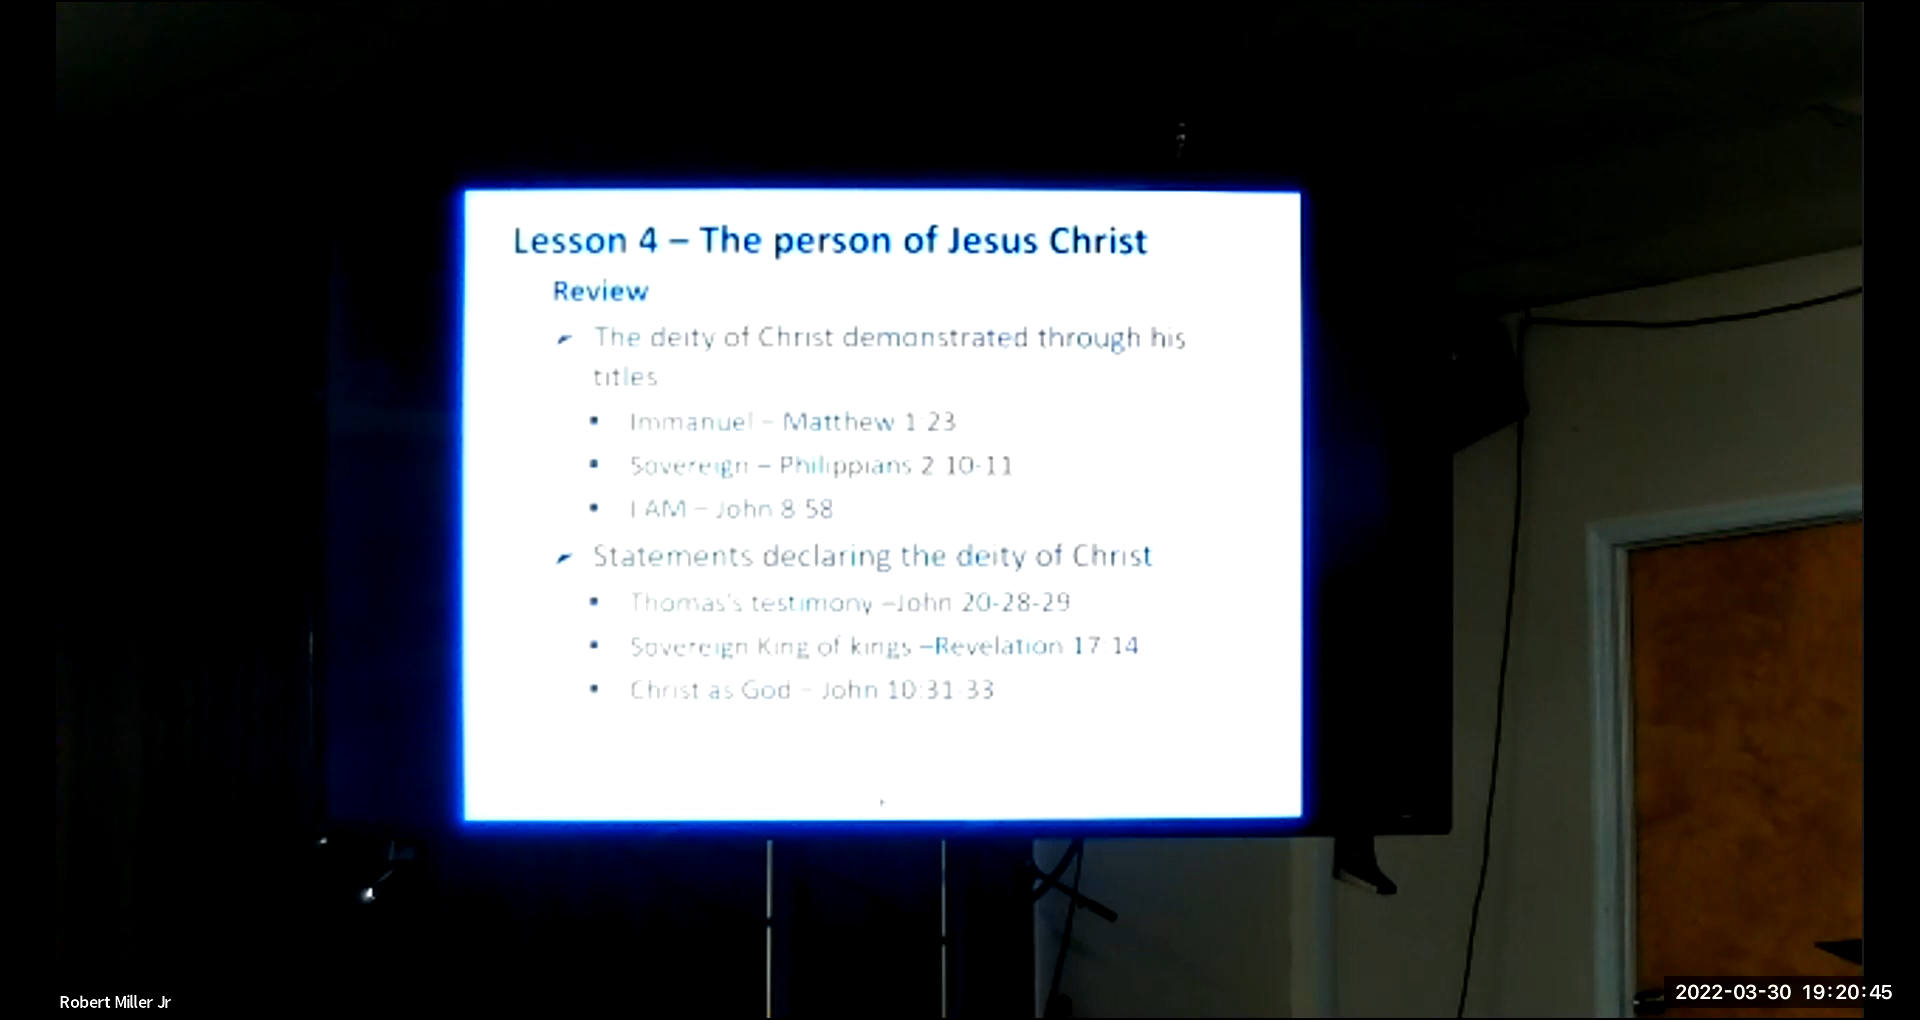 Lesson 4 – The person of Jesus Christ
Review
The deity of Christ demonstrated through his
titles
Immanuel – Matthew 1:23
Sovereign – Philippians 2 10-11
I AM – John 8 58
Statements declaring the deity of Christ
Thomas's testimony –John 20-28-29
Sovereign King of kings –Revelation 17 14
Christ as God – John 10:31-33
Robert Miller Jr
2022-03-30 19:20:45